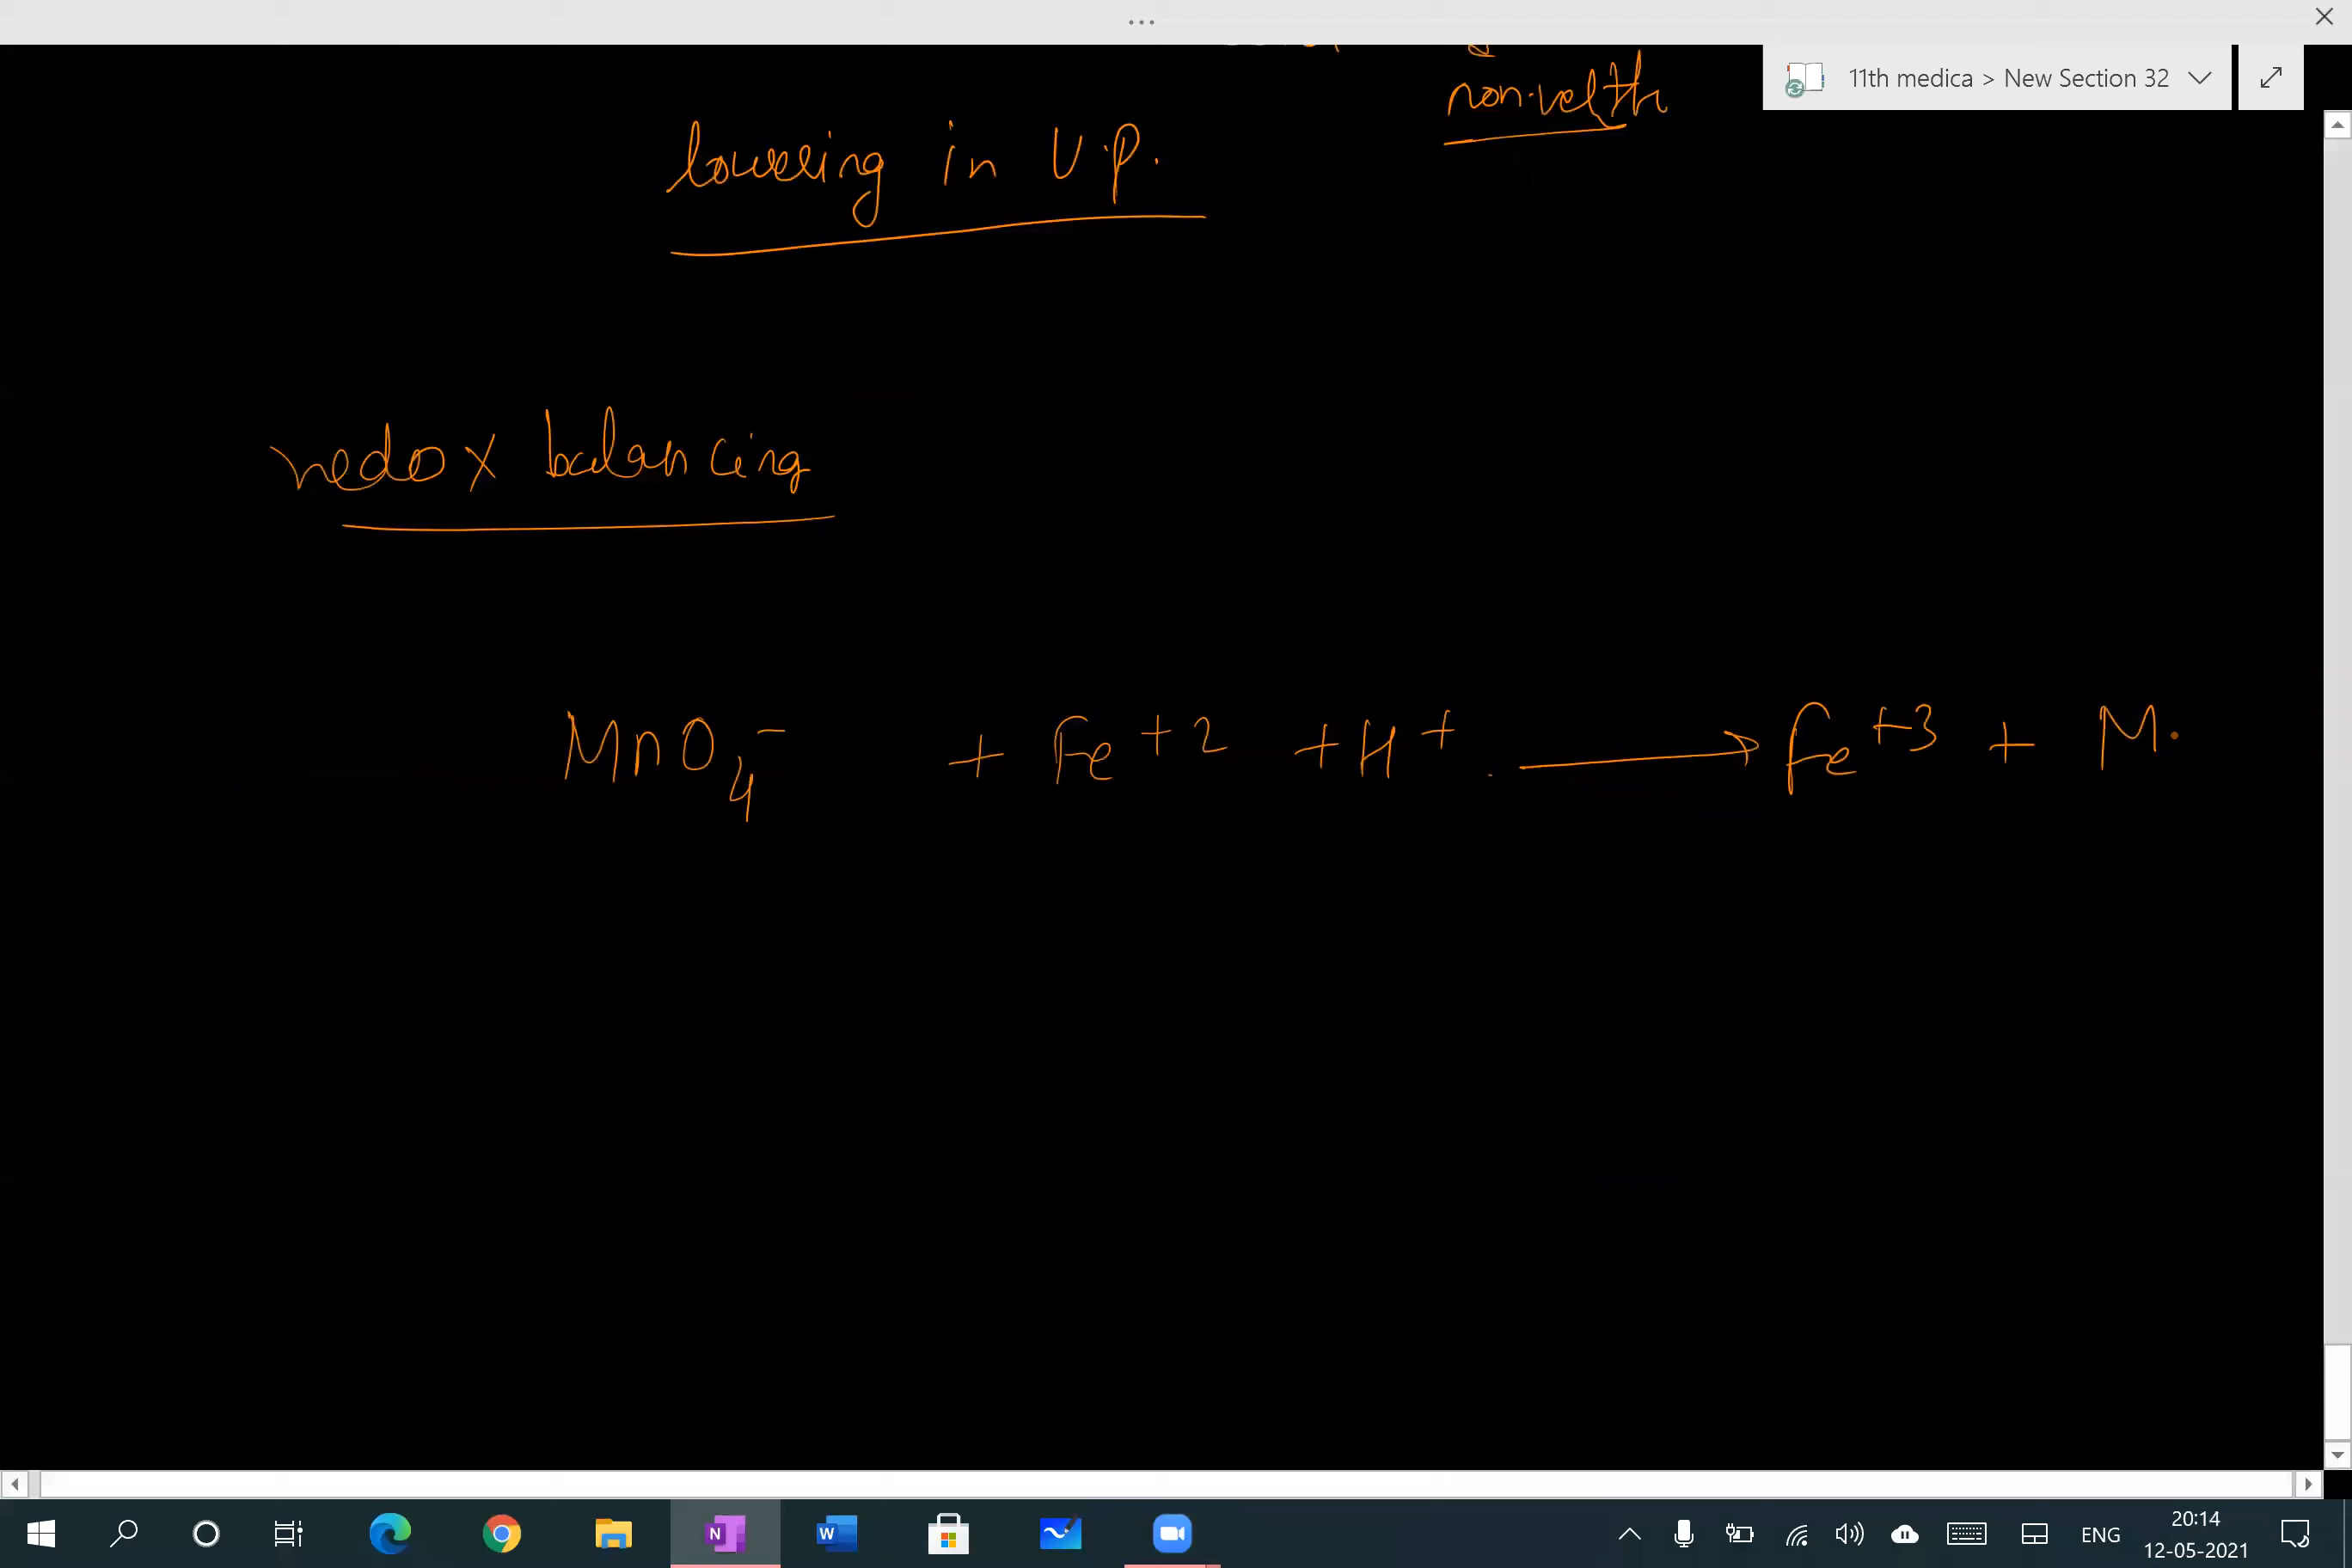 11th medica > New Section 32
non-volth
lowering in V.P.
redox balancing
MnO₄⁻ + Fe⁺² + H⁺ ⟶ Fe⁺³ + M
ENG
20:14
12-05-2021